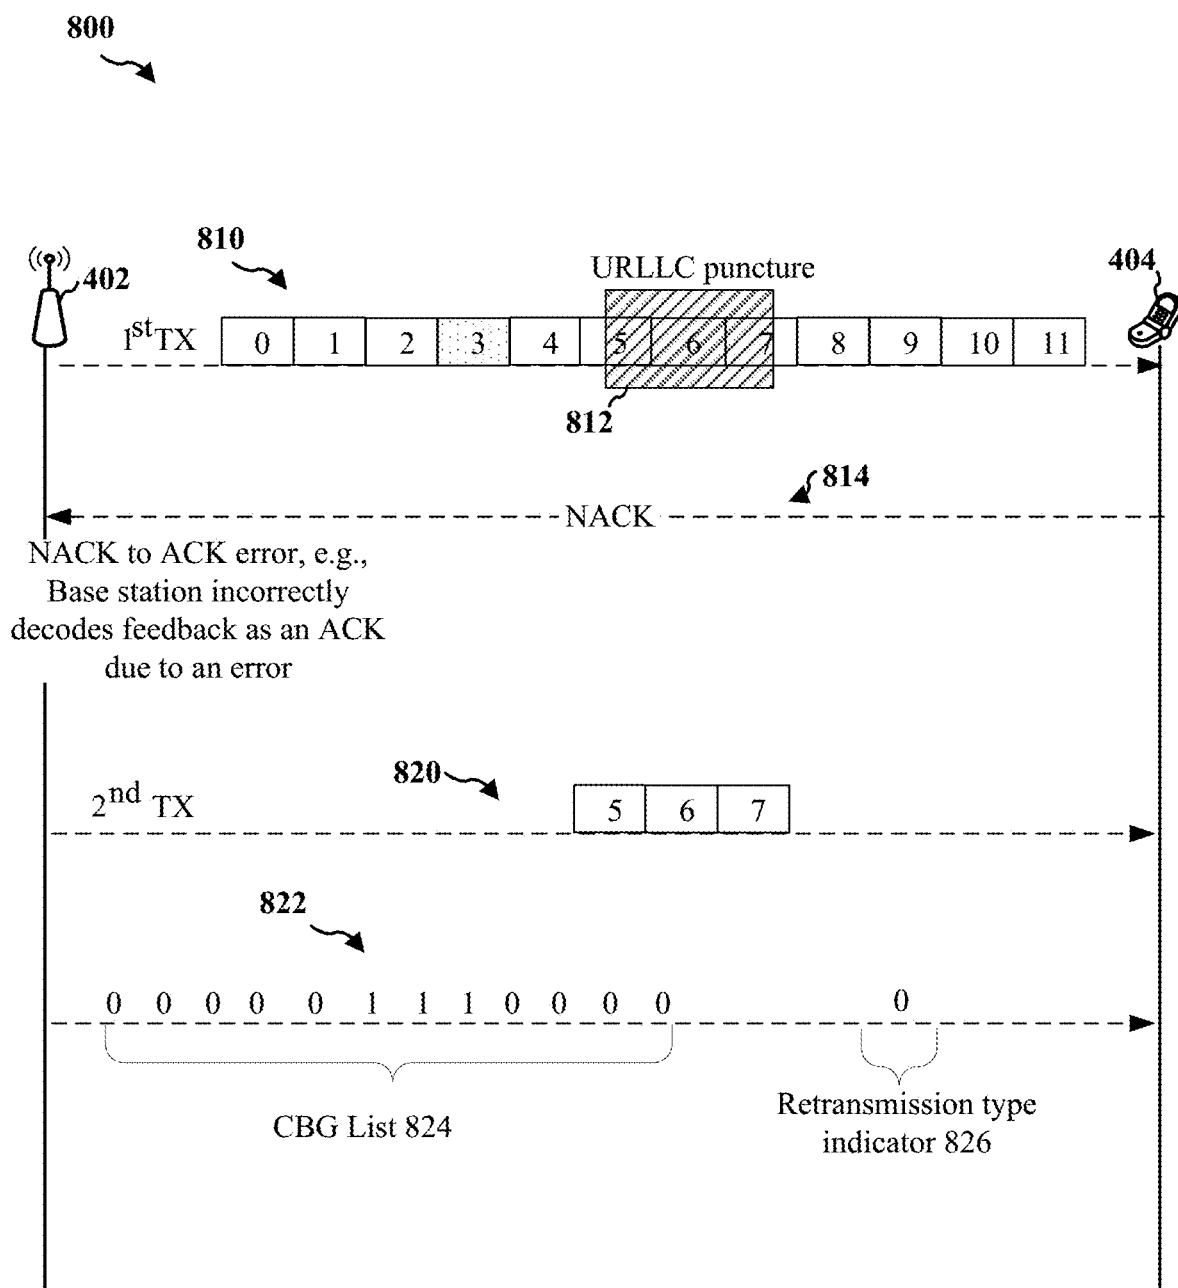 800
810
URLLC puncture
402
404
1st TX 0 1 2 3 4 5 6 7 8 9 10 11
812
814
NACK
NACK to ACK error, e.g.,
Base station incorrectly
decodes feedback as an ACK
due to an error
820
2nd TX 5 6 7
822
0 0 0 0 0 1 1 1 0 0 0 0 0
CBG List 824
Retransmission type
indicator 826